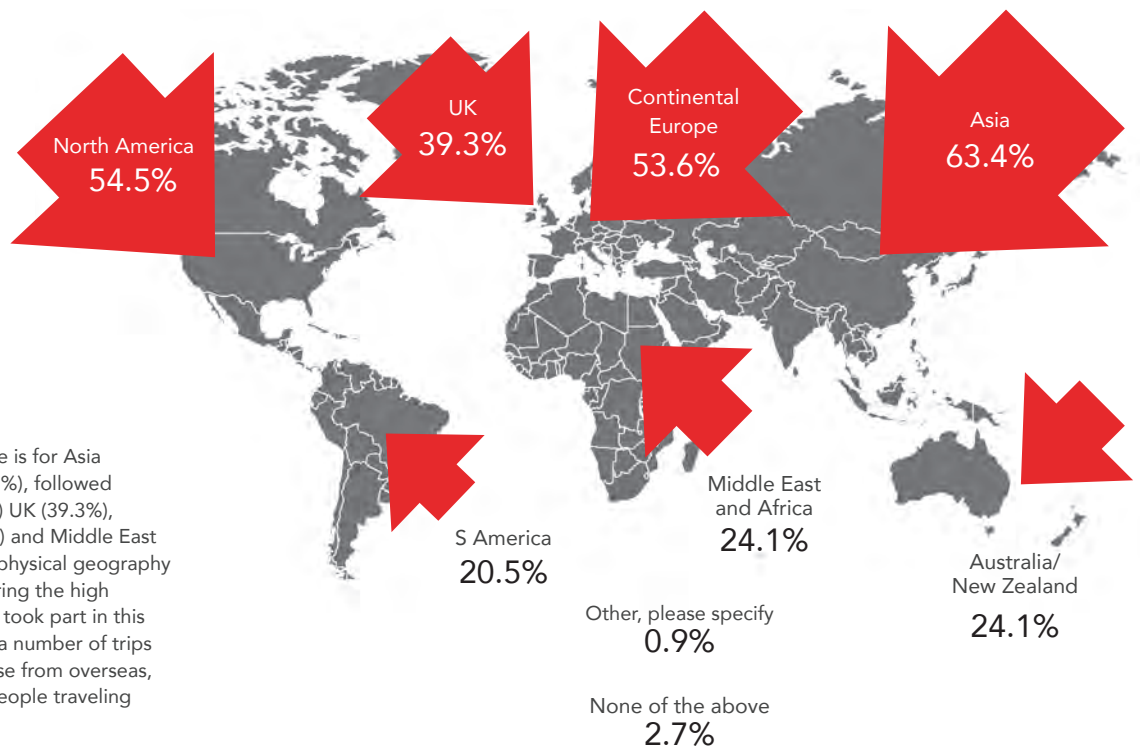 North America
54.5%
UK
39.3%
Continental
Europe
53.6%
Asia
63.4%
e is for Asia
%), followed
) UK (39.3%),
) and Middle East
physical geography
ring the high
took part in this
a number of trips
se from overseas,
eople traveling
S America
20.5%
Middle East
and Africa
24.1%
Australia/
New Zealand
24.1%
Other, please specify
0.9%
None of the above
2.7%